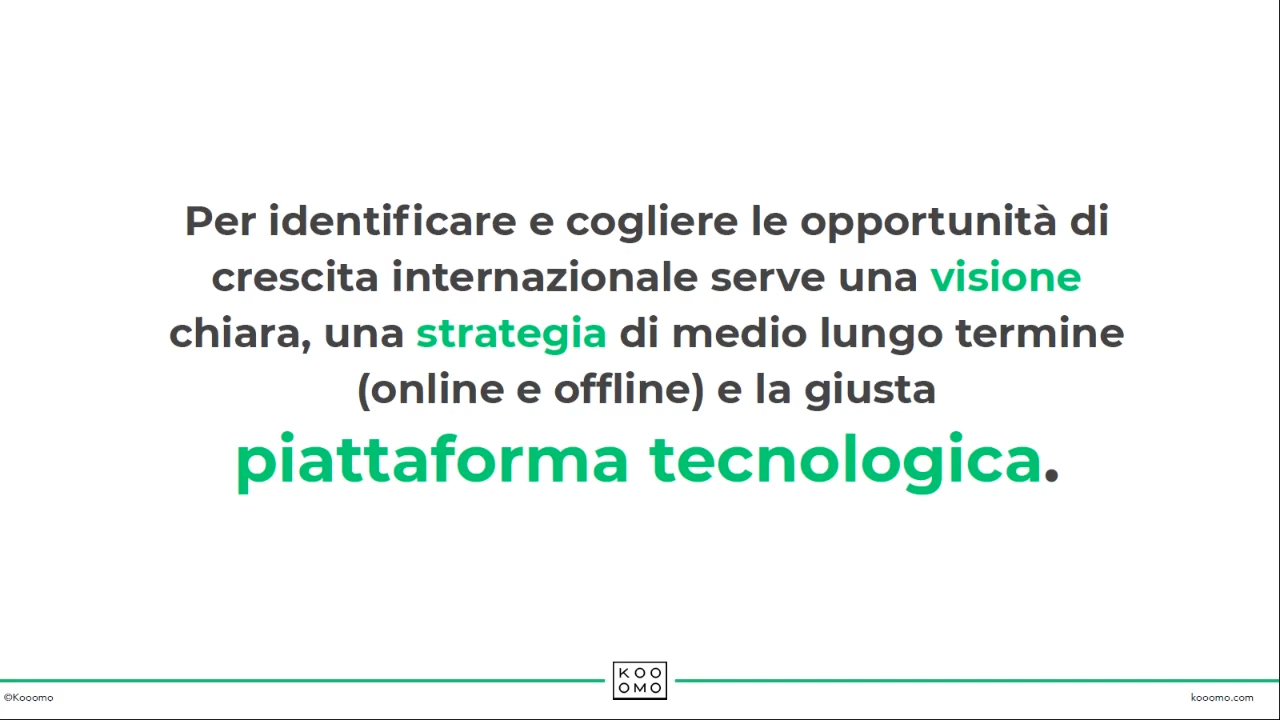 Per identificare e cogliere le opportunità di
crescita internazionale serve una visione
chiara, una strategia di medio lungo termine
(online e offline) e la giusta
piattaforma tecnologica.
KOO
OMO
©Kooomo
kooomo.com